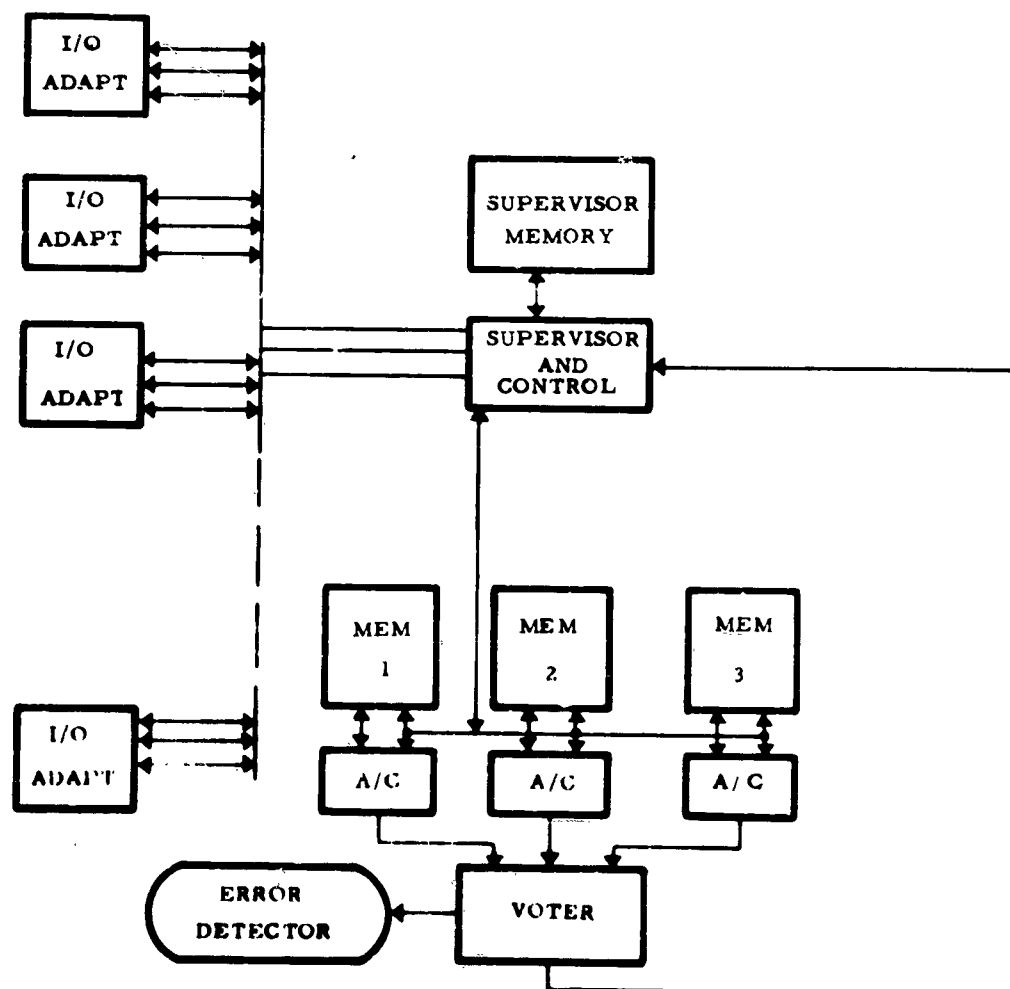 I/O
ADAPT
I/O
ADAPT
SUPERVISOR
MEMORY
I/O
ADAPT
SUPERVISOR
AND
CONTROL
MEM
1
MEM
2
MEM
3
I/O
ADAPT
A/C
A/C
A/C
ERROR
DETECTOR
VOTER